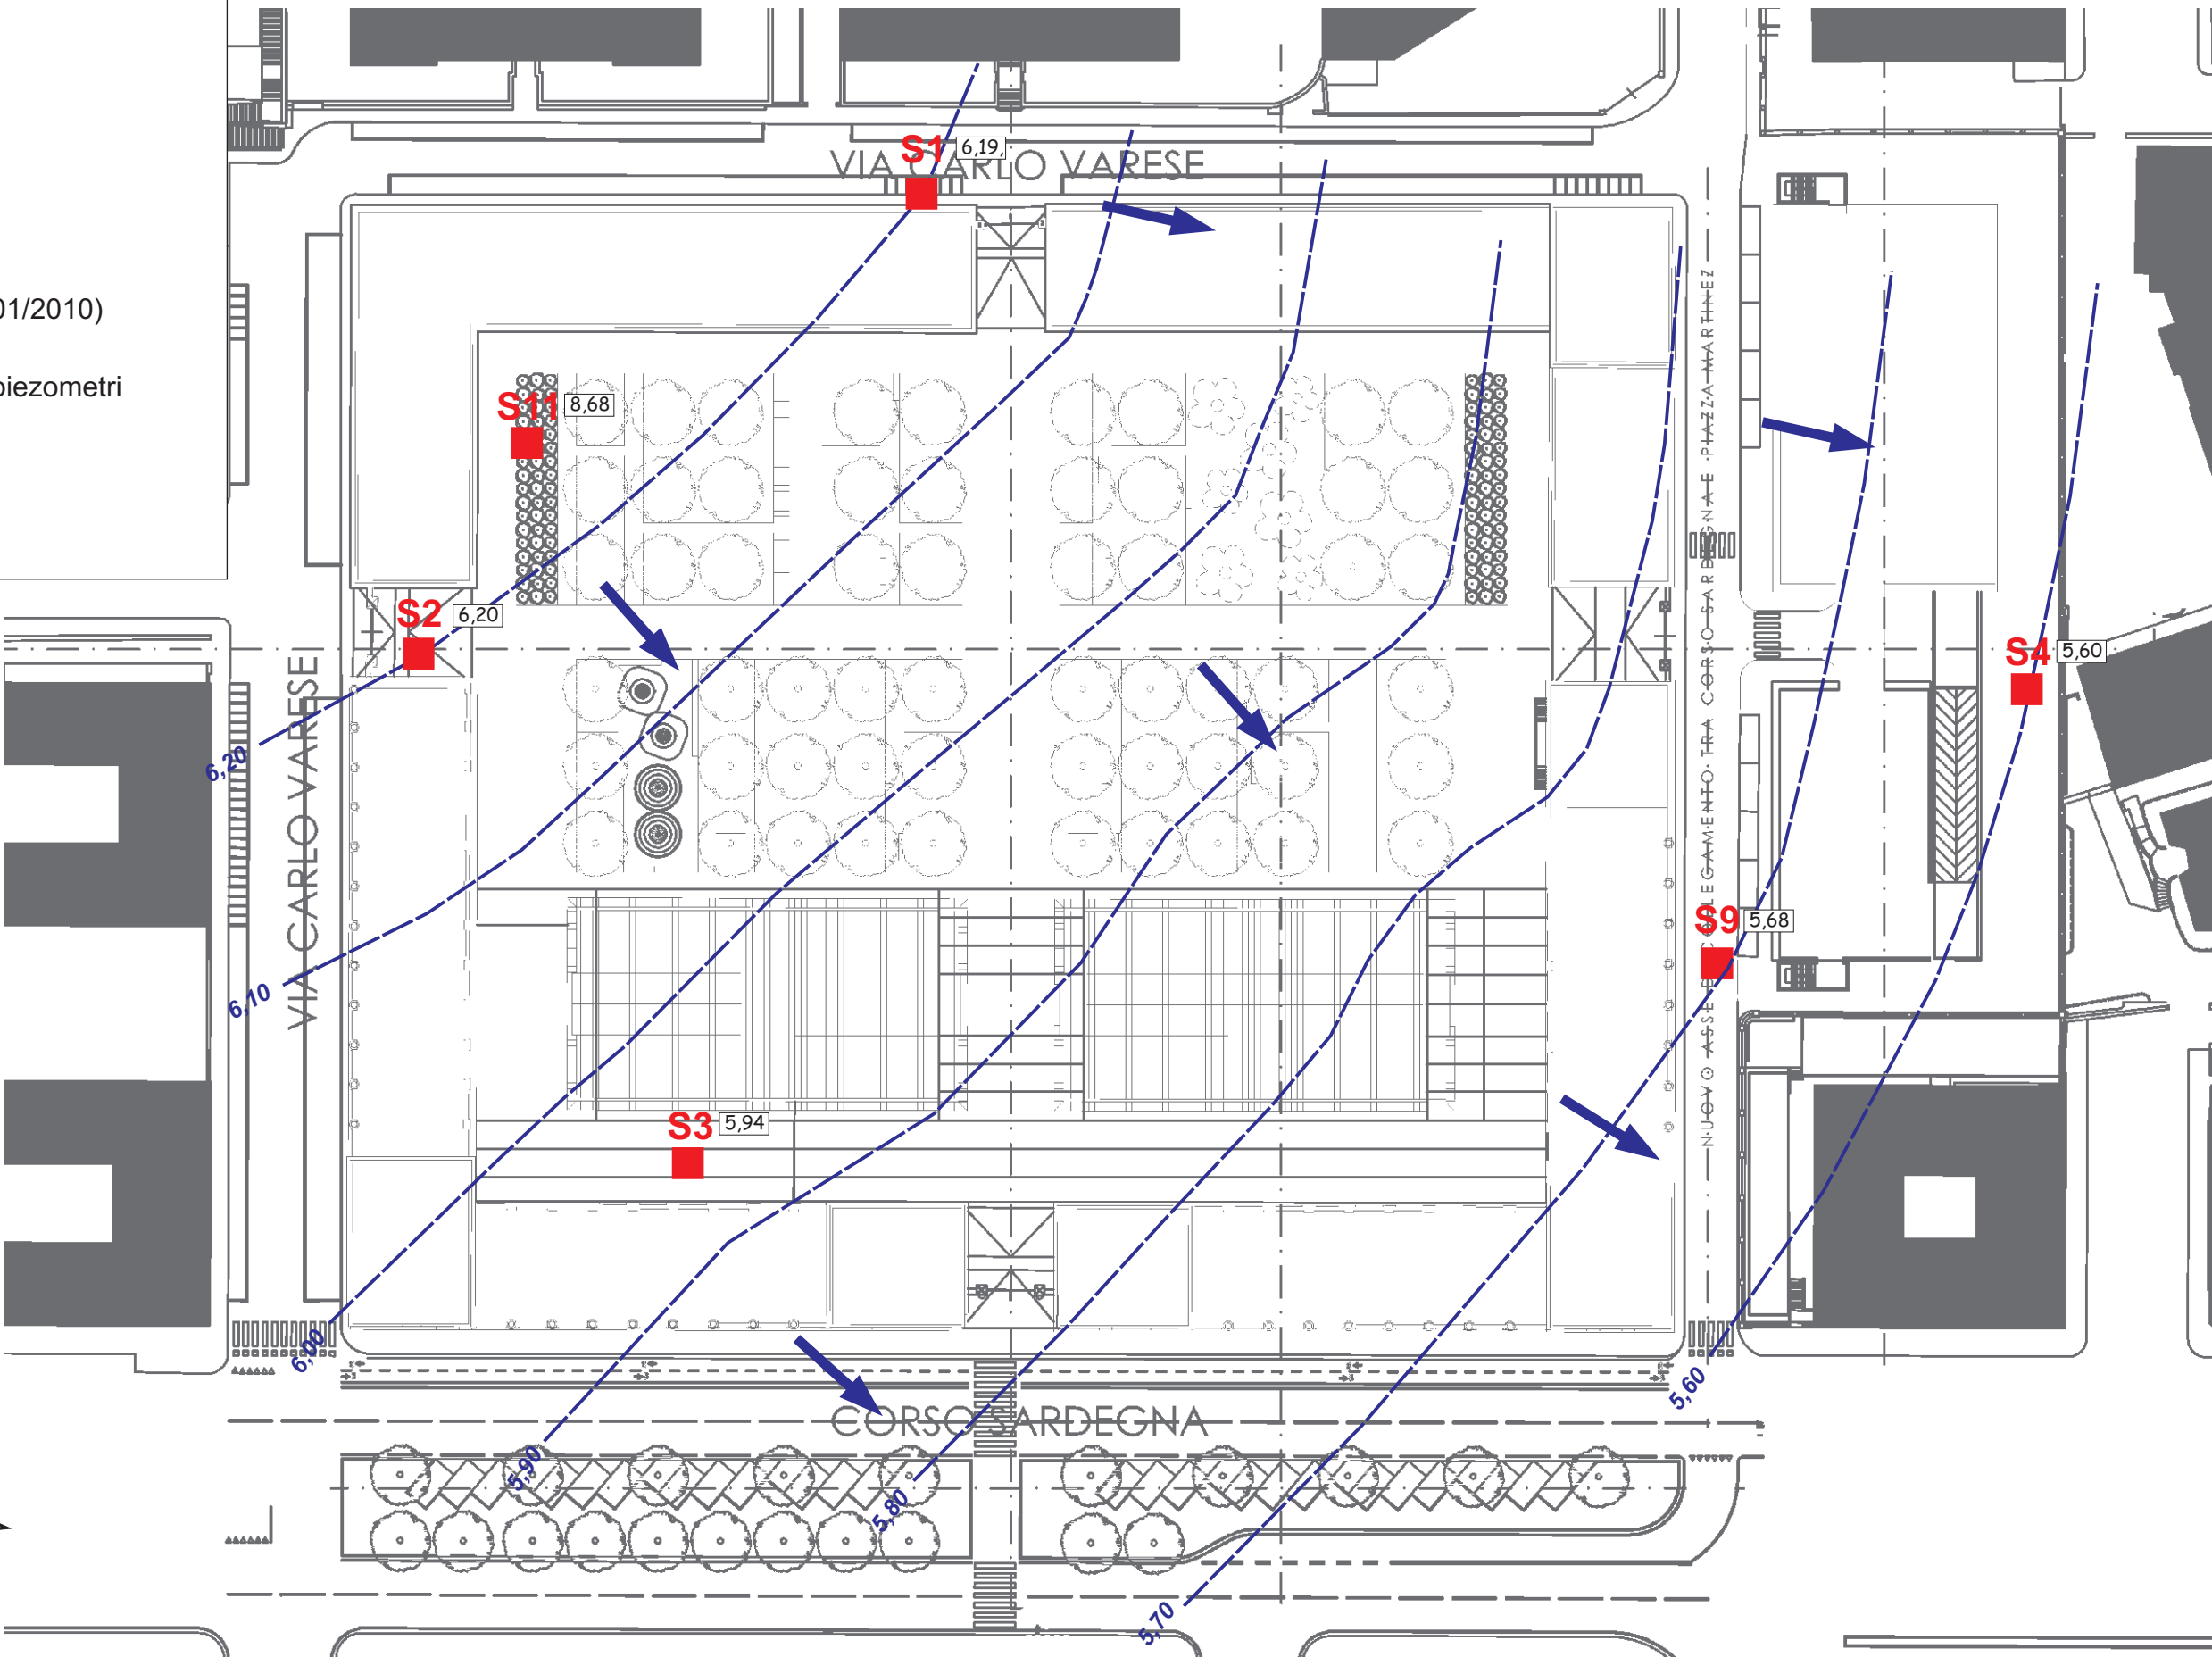 01/2010)
piezometri
VIA CARLO VARESE
S1
6,19,
S11
8,68
S2
6,20
S4
5,60
S9
5,68
S3
5,94
VIA CARLO VARESE
NUOVO ASSE DI COLLEGAMENTO TRA CORSO SARDEGNA E PIAZZA MARTINEZ
6,20
6,10
6,00
5,90
5,80
5,70
5,60
CORSO SARDEGNA